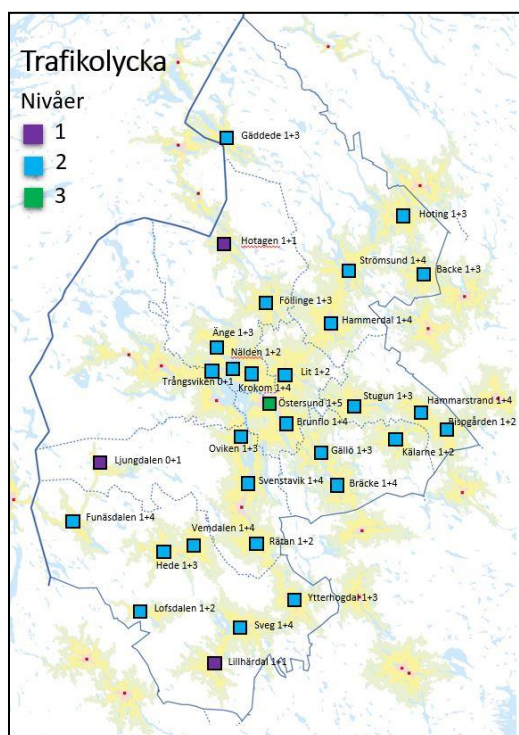 Trafikolycka
Nivåer
1
2
3
Gäddede 1+3
Hoting 1+3
Hotagen 1+1
Strömsund 1+4
Backe 1+3
Föllinge 1+3
Hammerdal 1+4
Änge 1+3
Nälden 1+2
Trångsviken 0+1
Krokom 1+4
Lit 1+2
Östersund 1+5
Stugun 1+3
Hammarstrand 1+4
Brunflo 1+4
Bispgården 1+2
Oviken 1+3
Gällö 1+3
Kälarne 1+2
Ljungdalen 0+1
Svenstavik 1+4
Bräcke 1+4
Funäsdalen 1+4
Vemdalen 1+4
Rätan 1+2
Hede 1+3
Lofsdalen 1+2
Ytterhogdal 1+3
Sveg 1+4
Lillhärdal 1+1